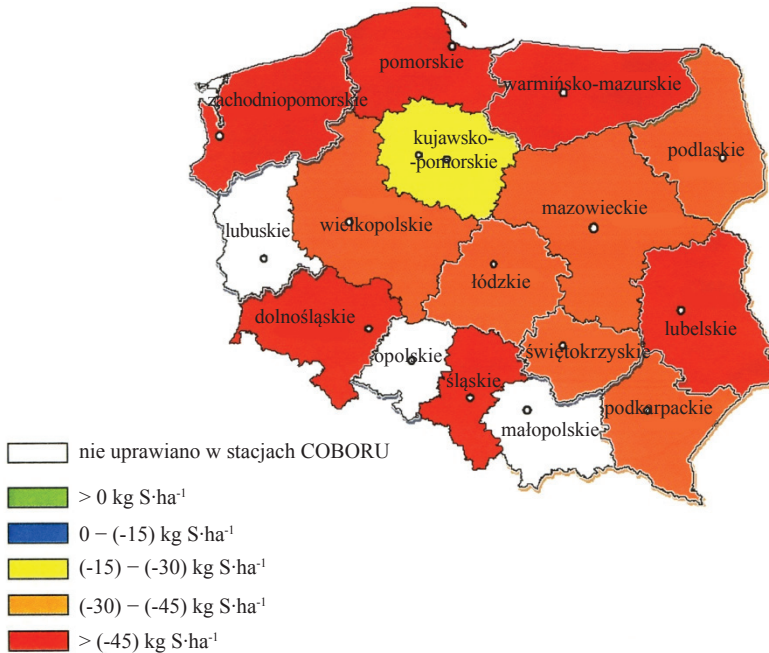 pomorskie
warmińsko-mazurskie
zachodniopomorskie
kujawsko-
-pomorskie
podlaskie
mazowieckie
wielkopolskie
lubuskie
łódzkie
dolnośląskie
lubelskie
opolskie
świętokrzyskie
śląskie
podkarpackie
małopolskie
nie uprawiano w stacjach COBORU
> 0 kg S·ha⁻¹
0 – (-15) kg S·ha⁻¹
(-15) – (-30) kg S·ha⁻¹
(-30) – (-45) kg S·ha⁻¹
> (-45) kg S·ha⁻¹